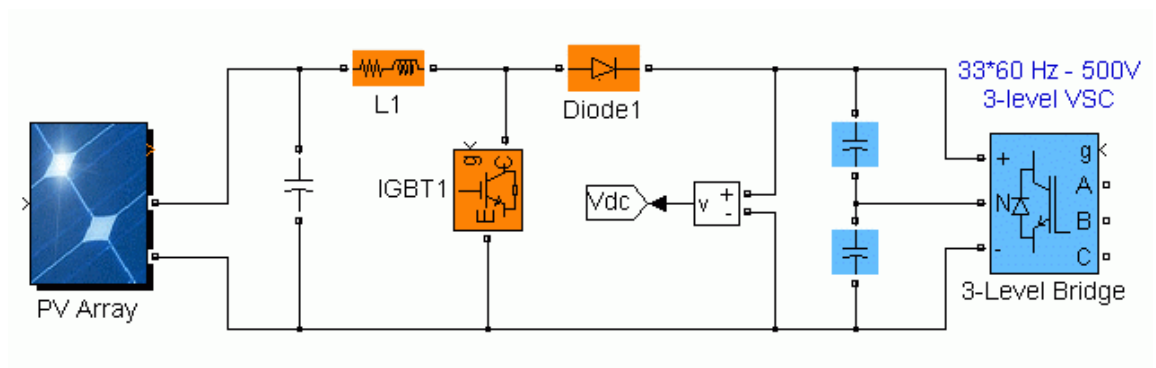 33*60 Hz - 500V
3-level VSC
L1
Diode1
g
C
E
IGBT1
Vdc
v
+
-
+
N
-
g
A
B
C
PV Array
3-Level Bridge